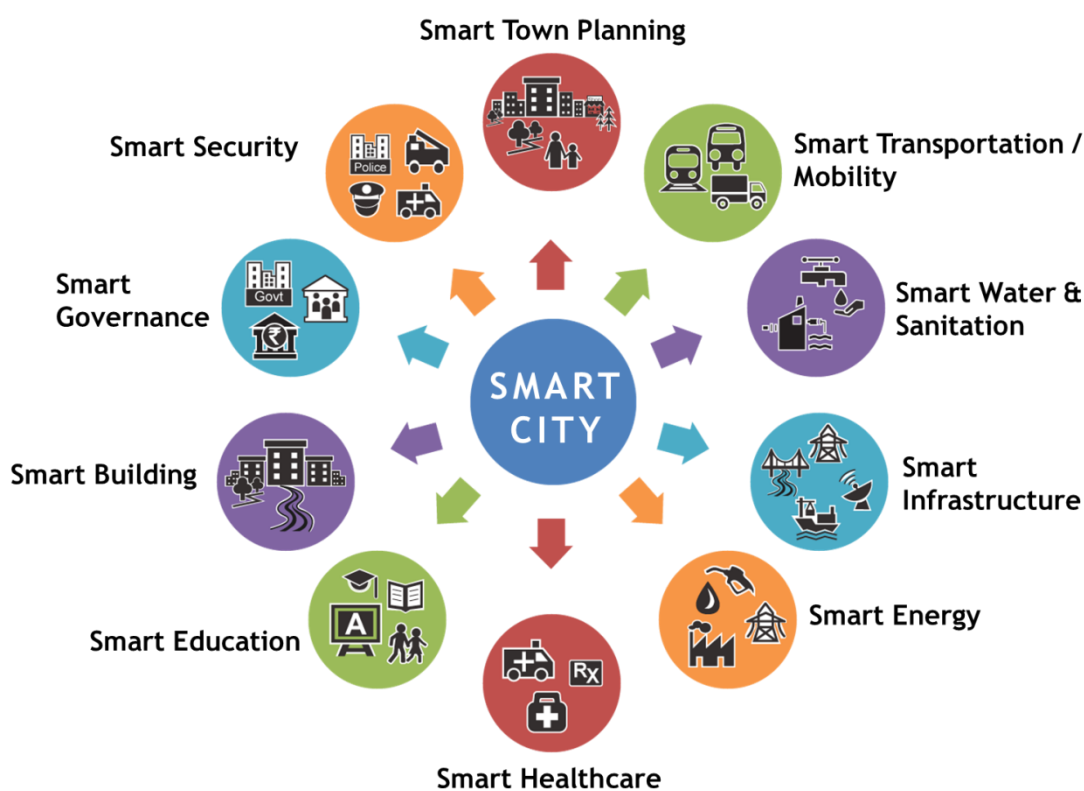 Smart Town Planning
Smart Security
Police
Smart Transportation /
Mobility
Smart
Governance
Govt
₹
Smart Water &
Sanitation
SMART
CITY
Smart Building
Smart
Infrastructure
Smart Education
A
Smart Energy
Rx
Smart Healthcare